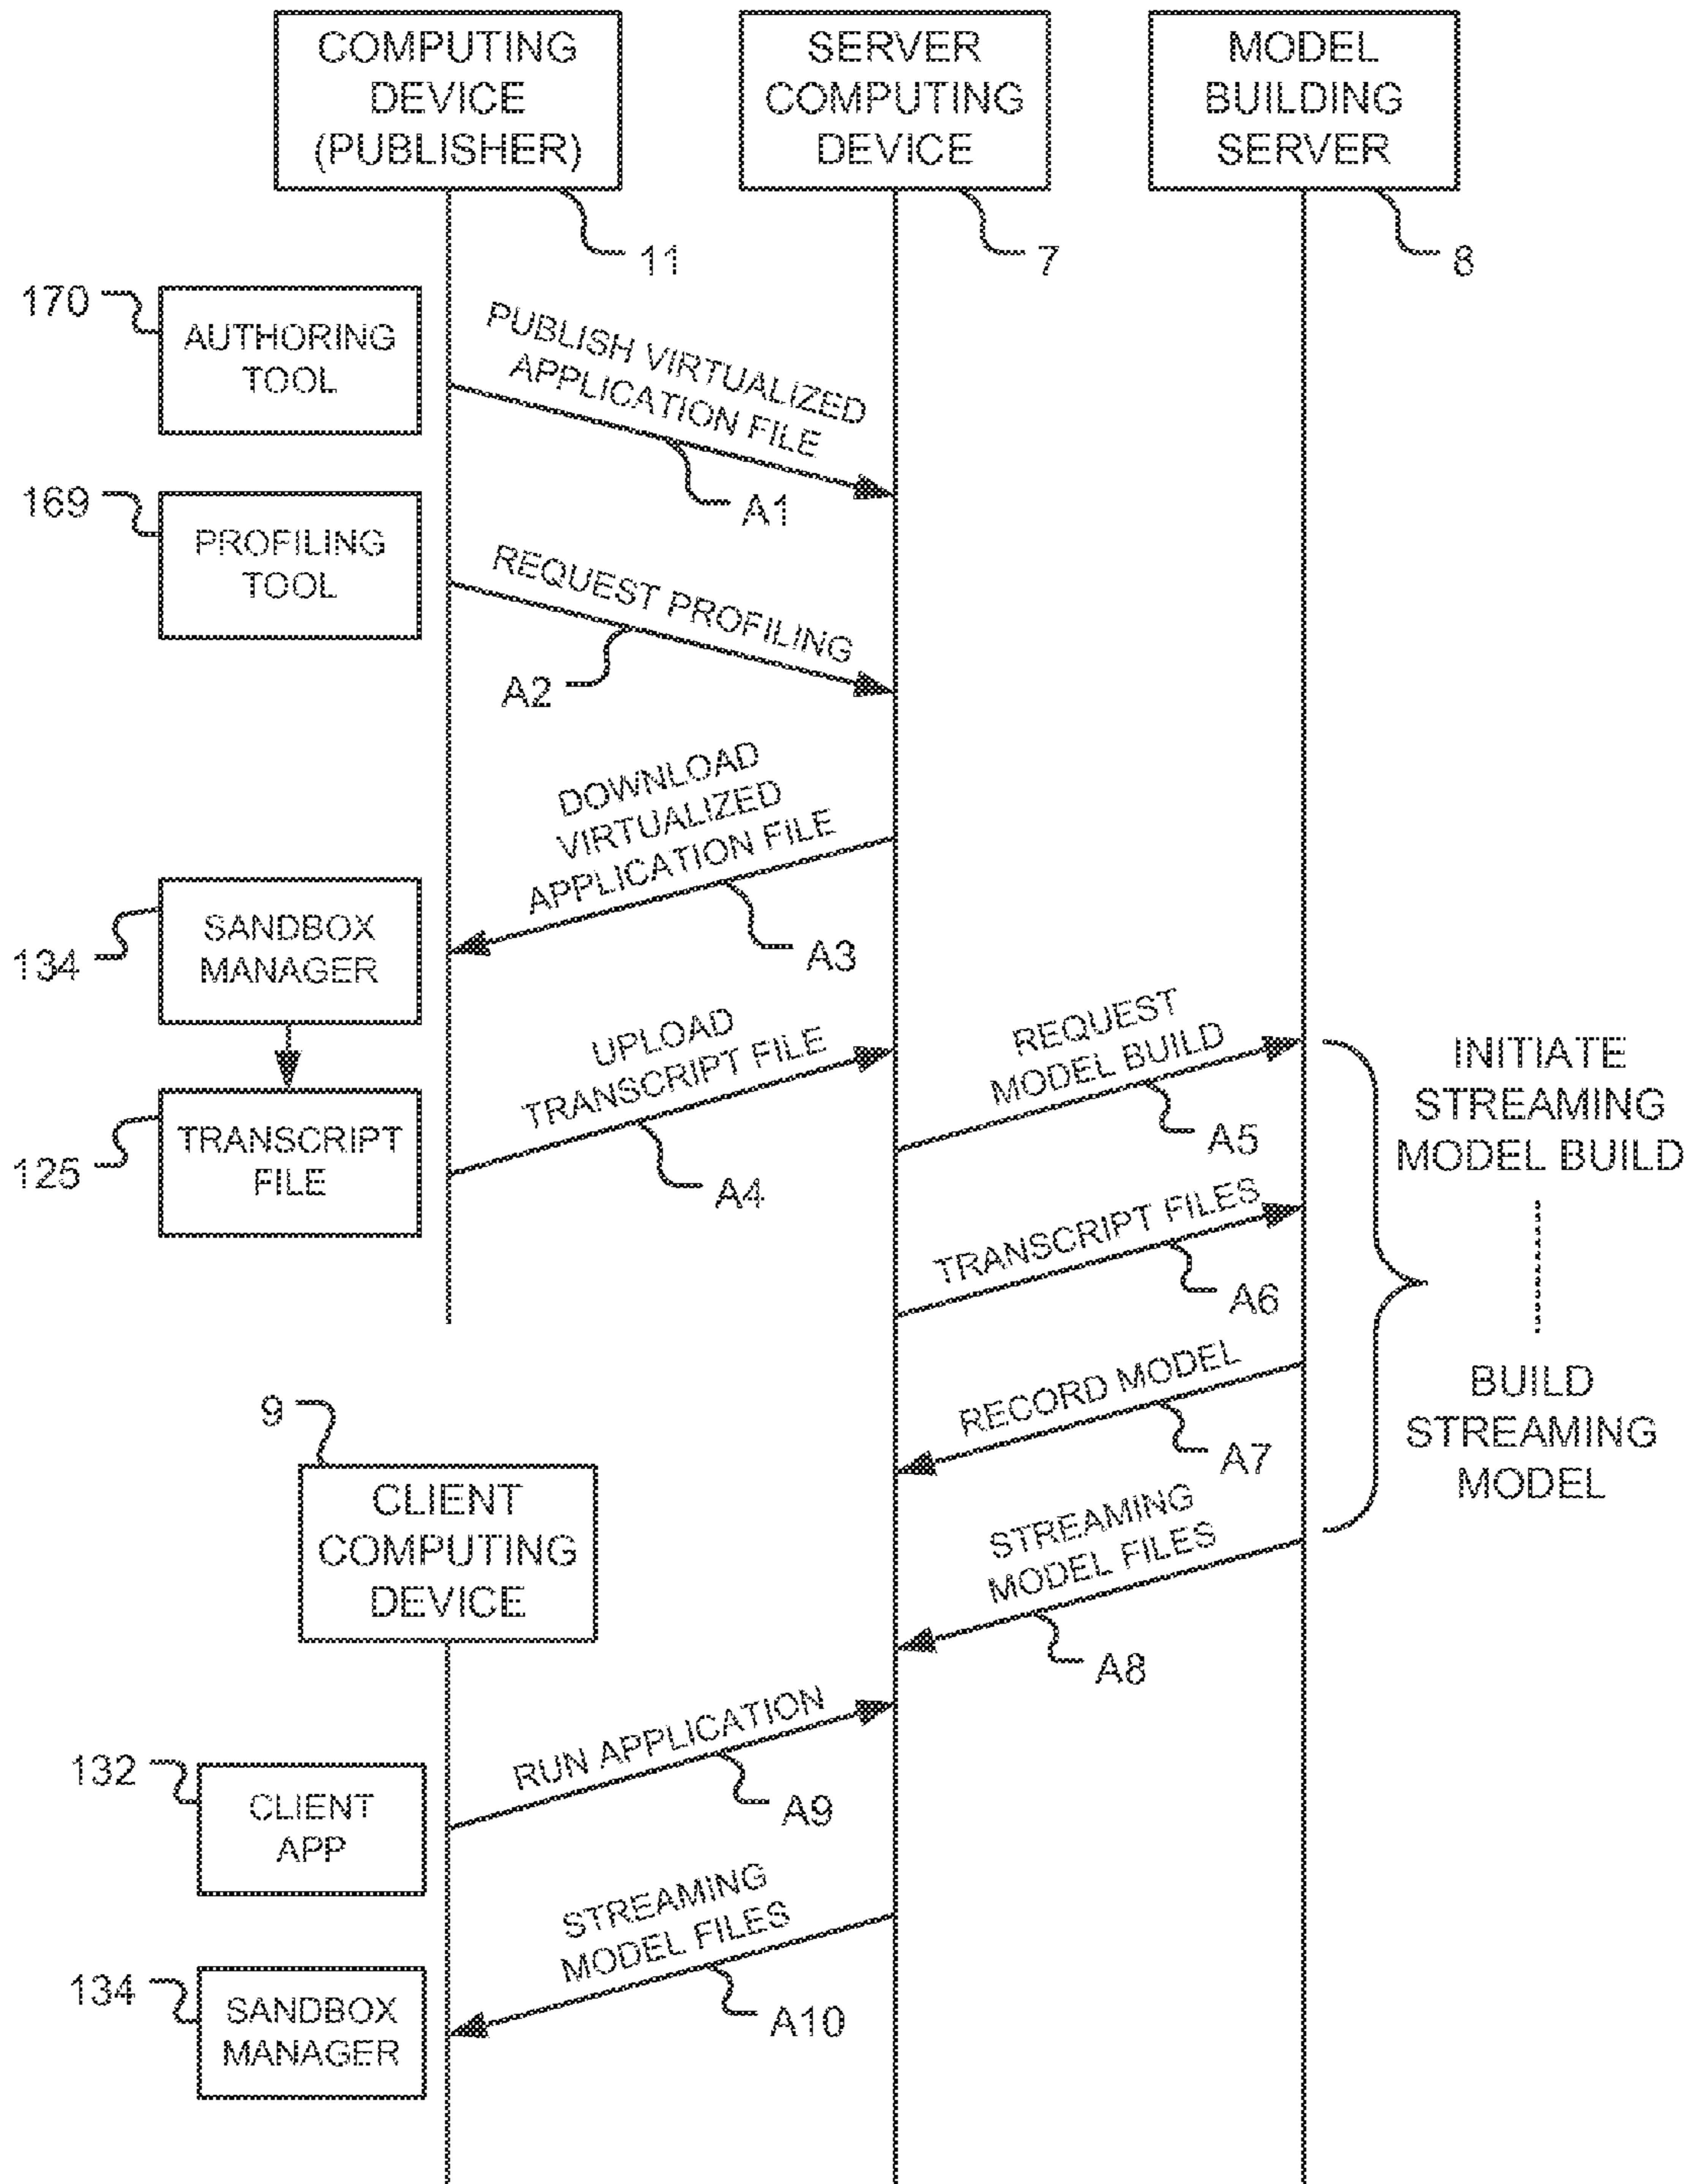 COMPUTING
DEVICE
(PUBLISHER)
SERVER
COMPUTING
DEVICE
MODEL
BUILDING
SERVER
11
7
8
170
AUTHORING
TOOL
PUBLISH VIRTUALIZED
APPLICATION FILE
A1
169
PROFILING
TOOL
REQUEST PROFILING
A2
DOWNLOAD
VIRTUALIZED
APPLICATION FILE
A3
134
SANDBOX
MANAGER
UPLOAD
TRANSCRIPT FILE
A4
125
TRANSCRIPT
FILE
REQUEST
MODEL BUILD
A5
INITIATE
STREAMING
MODEL BUILD
TRANSCRIPT FILES
A6
RECORD MODEL
A7
BUILD
STREAMING
MODEL
9
CLIENT
COMPUTING
DEVICE
STREAMING
MODEL FILES
A8
RUN APPLICATION
A9
132
CLIENT
APP
STREAMING
MODEL FILES
A10
134
SANDBOX
MANAGER